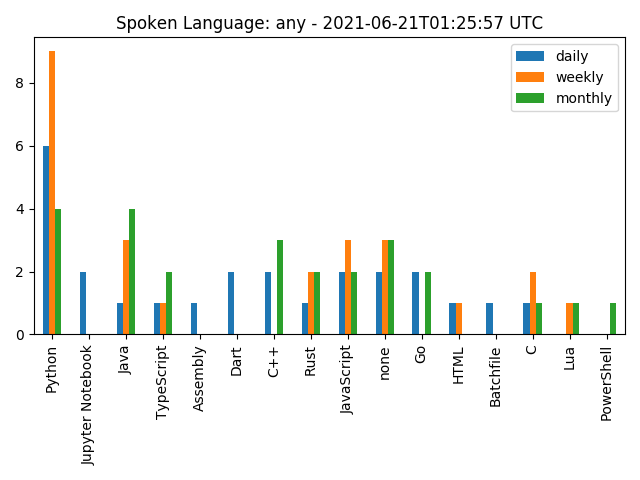 Spoken Language: any - 2021-06-21T01:25:57 UTC
daily
weekly
monthly
8
6
4
2
0
Python
Jupyter Notebook
Java
TypeScript
Assembly
Dart
C++
Rust
JavaScript
none
Go
HTML
Batchfile
C
Lua
PowerShell